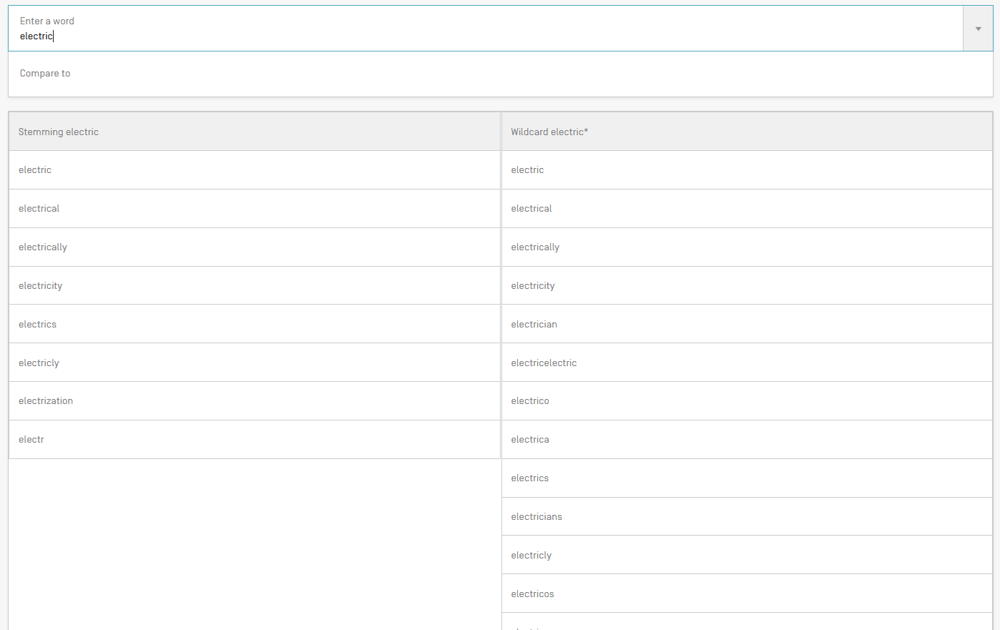 Enter a word
electric
Compare to
Stemming electric
Wildcard electric*
electric
electric
electrical
electrical
electrically
electrically
electricity
electricity
electrics
electrician
electricly
electricelectric
electrization
electrico
electr
electrica
electrics
electricians
electricly
electricos